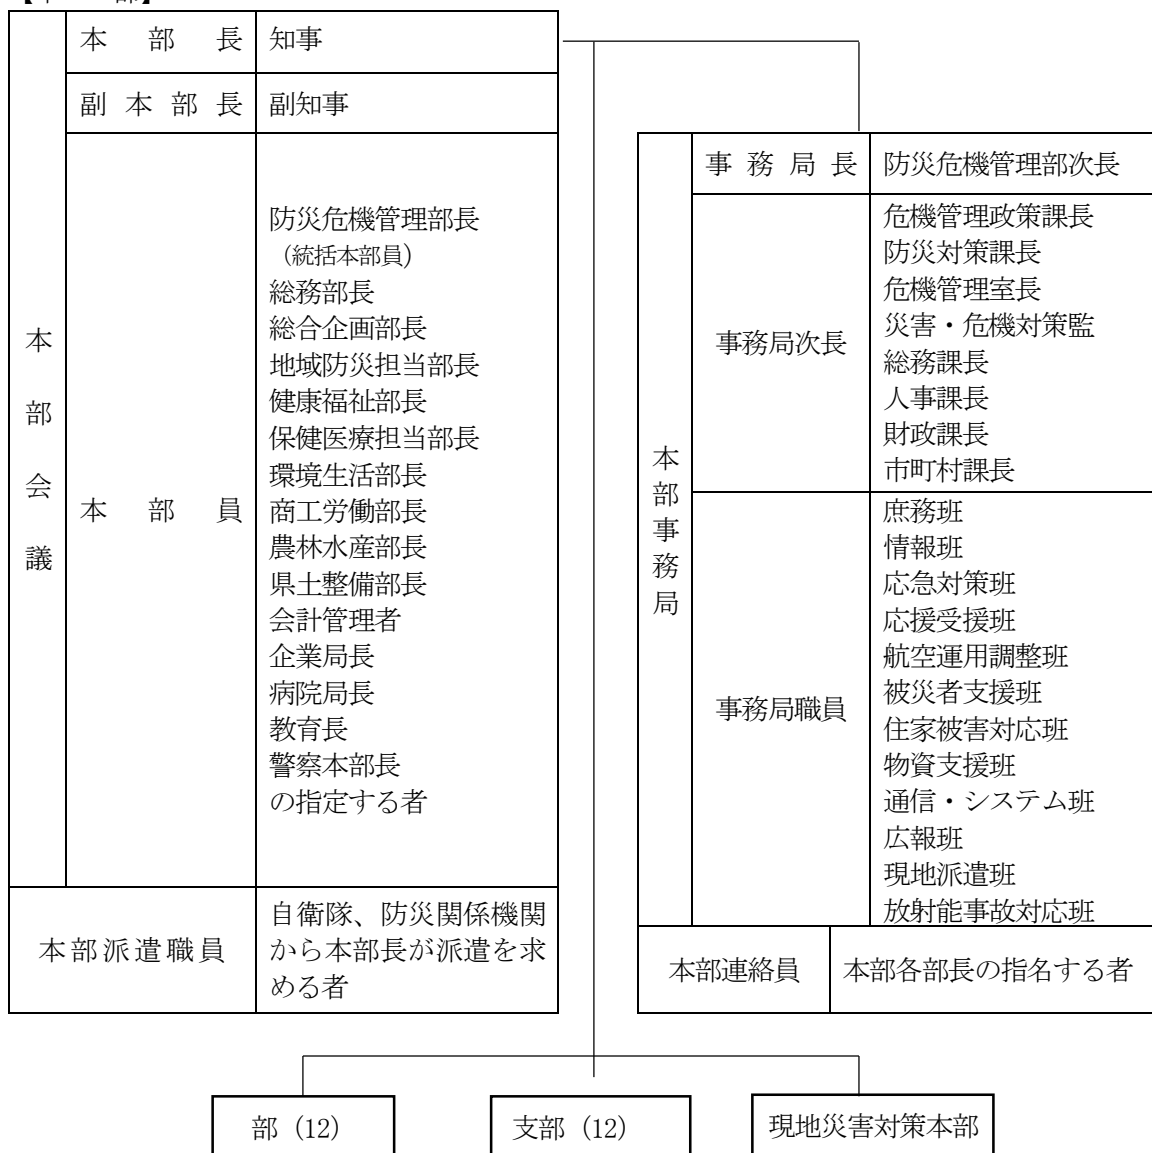 本部長 知事
副本部長 副知事
本部会議
本部員
防災危機管理部長
(統括本部員)
総務部長
総合企画部長
地域防災担当部長
健康福祉部長
保健医療担当部長
環境生活部長
商工労働部長
農林水産部長
県土整備部長
会計管理者
企業局長
病院局長
教育長
警察本部長
の指定する者
本部派遣職員
自衛隊、防災関係機関
から本部長が派遣を求
める者
本部事務局
事務局長 防災危機管理部次長
事務局次長
危機管理政策課長
防災対策課長
危機管理室長
災害・危機対策監
総務課長
人事課長
財政課長
市町村課長
事務局職員
庶務班
情報班
応急対策班
応援受援班
航空運用調整班
被災者支援班
住家被害対応班
物資支援班
通信・システム班
広報班
現地派遣班
放射能事故対応班
本部連絡員 本部各部長の指名する者
部(12) 支部(12) 現地災害対策本部